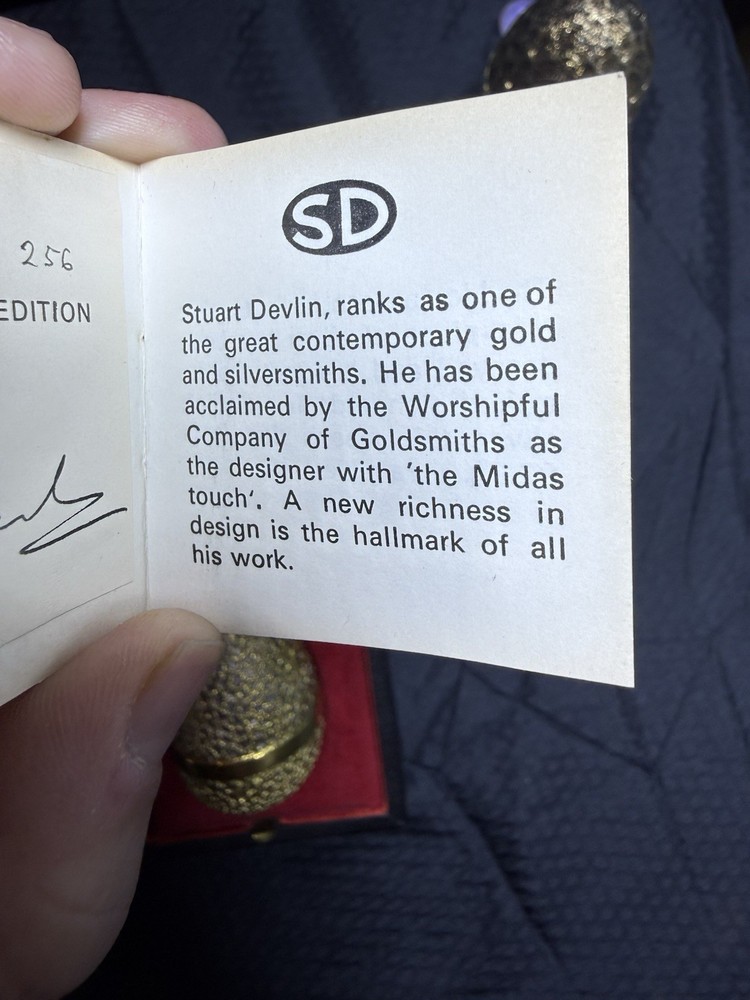 256
EDITION
SD
Stuart Devlin, ranks as one of
the great contemporary gold
and silversmiths. He has been
acclaimed by the Worshipful
Company of Goldsmiths as
the designer with 'the Midas
touch'. A new richness in
design is the hallmark of all
his work.